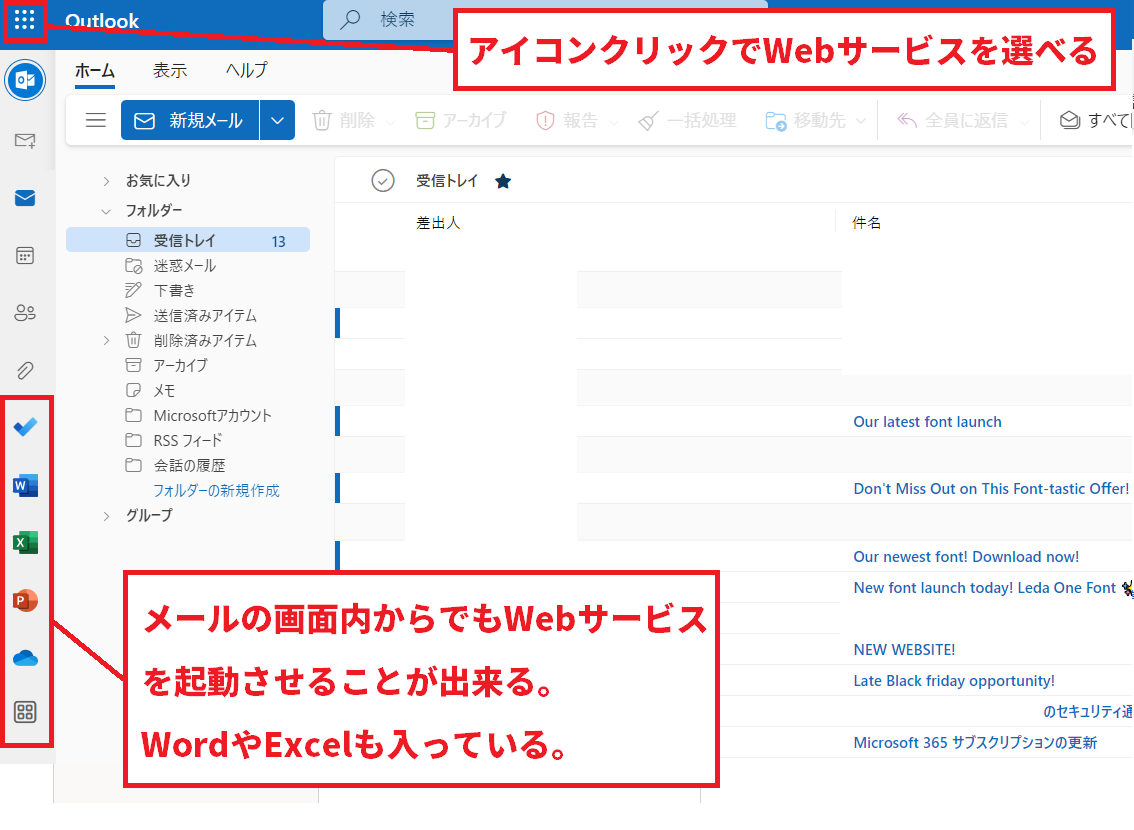 Outlook
検索
アイコンクリックでWebサービスを選べる
ホーム 表示 ヘルプ
新規メール 削除 アーカイブ 報告 一括処理 移動先 全員に返信 すべて
お気に入り
フォルダー
受信トレイ 13
迷惑メール
下書き
送信済みアイテム
削除済みアイテム
アーカイブ
メモ
Microsoftアカウント
RSS フィード
会話の履歴
フォルダーの新規作成
グループ
受信トレイ
差出人 件名
Our latest font launch
Don't Miss Out on This Font-tastic Offer!
Our newest font! Download now!
New font launch today! Leda One Font
NEW WEBSITE!
Late Black friday opportunity!
のセキュリティ通
Microsoft 365 サブスクリプションの更新
メールの画面内からでもWebサービス
を起動させることが出来る。
WordやExcelも入っている。